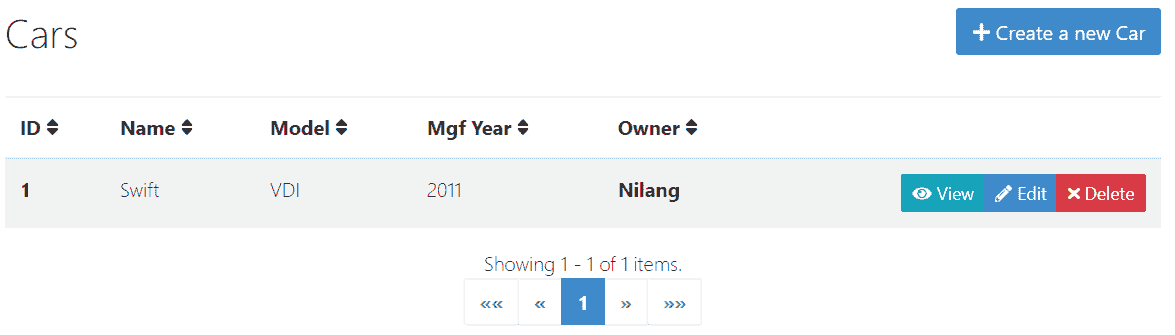 Cars
Create a new Car
ID Name Model Mgf Year Owner
1 Swift VDI 2011 Nilang View Edit Delete
Showing 1 - 1 of 1 items.
«« « 1 » »»